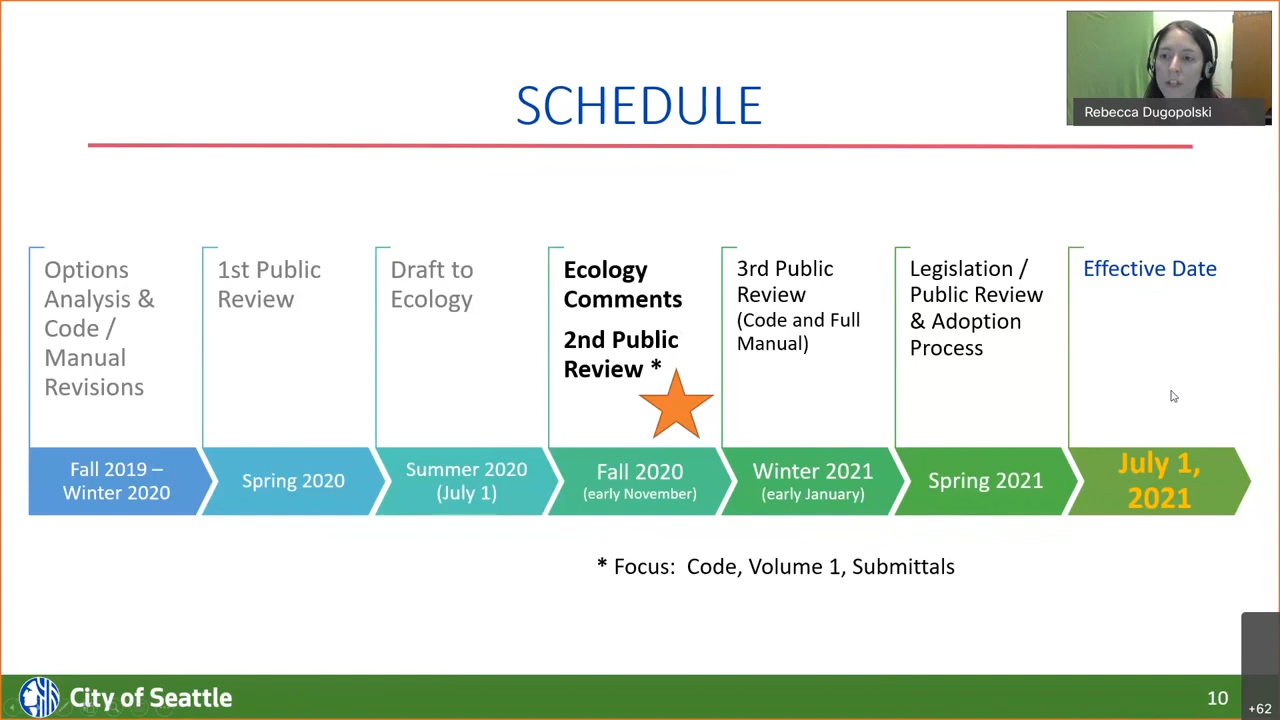 Rebecca Dugopolski
SCHEDULE
Options
Analysis &
Code /
Manual
Revisions
1st Public
Review
Draft to
Ecology
Ecology
Comments
2nd Public
Review *
3rd Public
Review
(Code and Full
Manual)
Legislation /
Public Review
& Adoption
Process
Effective Date
Fall 2019 –
Winter 2020
Spring 2020
Summer 2020
(July 1)
Fall 2020
(early November)
Winter 2021
(early January)
Spring 2021
July 1,
2021
* Focus:  Code, Volume 1, Submittals
City of Seattle
10
+62